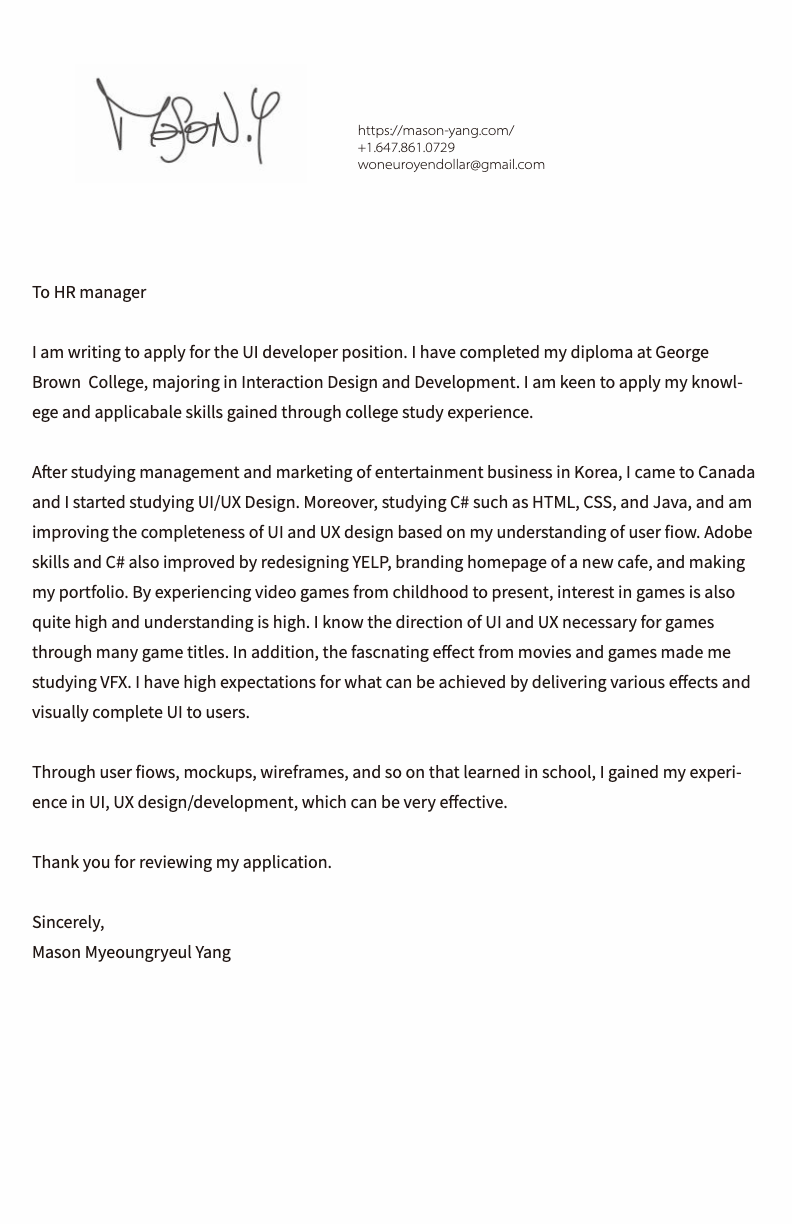 Mason.Y
https://mason-yang.com/
+1.647.861.0729
woneuroyendollar@gmail.com
To HR manager
I am writing to apply for the UI developer position. I have completed my diploma at George
Brown  College, majoring in Interaction Design and Development. I am keen to apply my knowl-
ege and applicabale skills gained through college study experience.
After studying management and marketing of entertainment business in Korea, I came to Canada
and I started studying UI/UX Design. Moreover, studying C# such as HTML, CSS, and Java, and am
improving the completeness of UI and UX design based on my understanding of user fiow. Adobe
skills and C# also improved by redesigning YELP, branding homepage of a new cafe, and making
my portfolio. By experiencing video games from childhood to present, interest in games is also
quite high and understanding is high. I know the direction of UI and UX necessary for games
through many game titles. In addition, the fascnating effect from movies and games made me
studying VFX. I have high expectations for what can be achieved by delivering various effects and
visually complete UI to users.
Through user fiows, mockups, wireframes, and so on that learned in school, I gained my experi-
ence in UI, UX design/development, which can be very effective.
Thank you for reviewing my application.
Sincerely,
Mason Myeoungryeul Yang